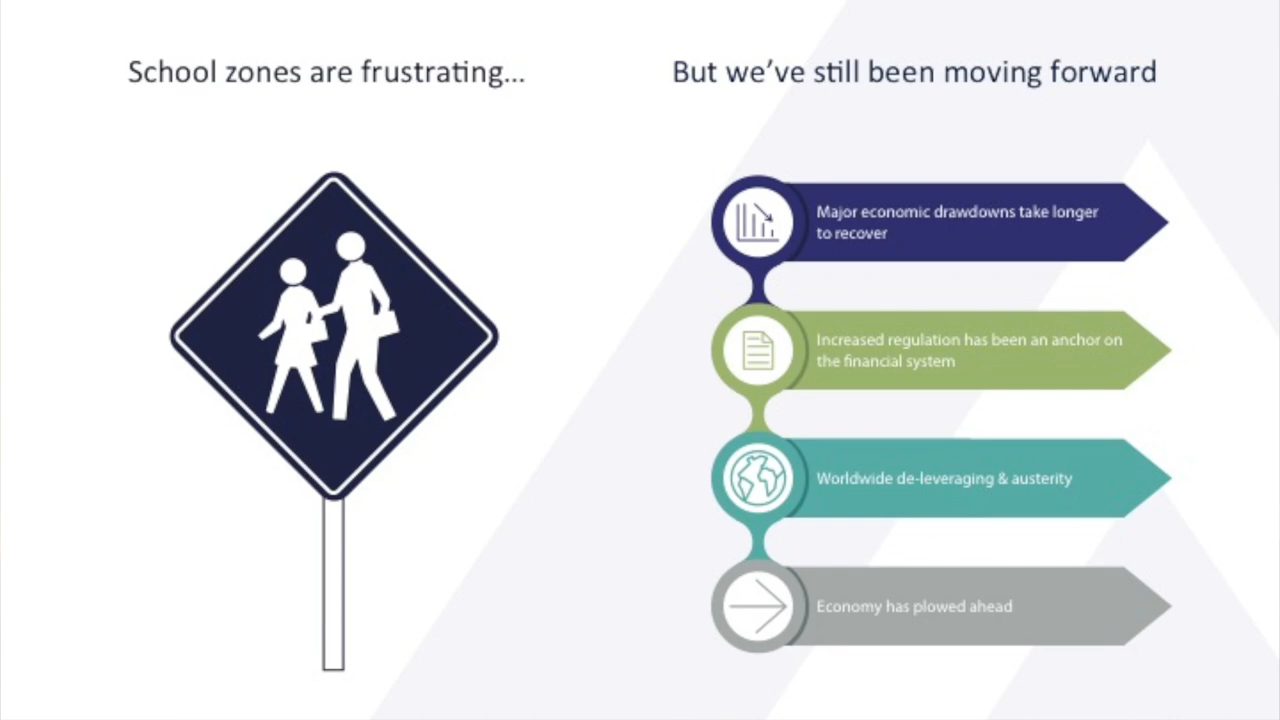 School zones are frustrating...
But we've still been moving forward
Major economic drawdowns take longer
to recover
Increased regulation has been an anchor on
the financial system
Worldwide de-leveraging & austerity
Economy has plowed ahead